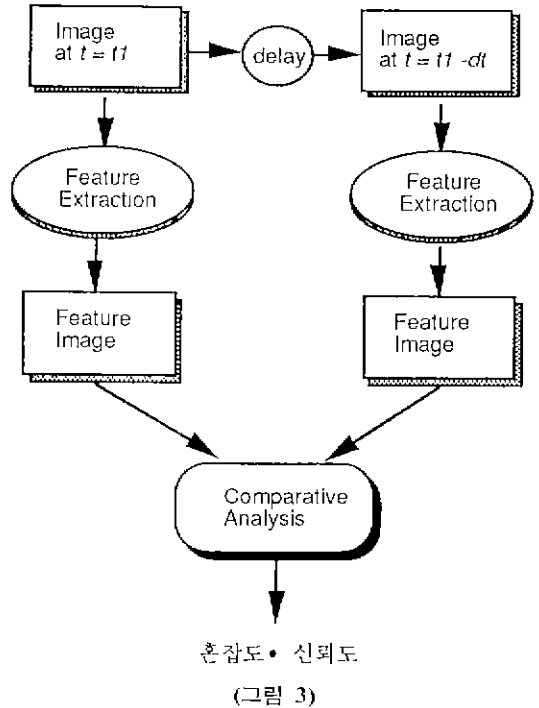 Image
at t = t1
delay
Image
at t = t1 -dt
Feature
Extraction
Feature
Extraction
Feature
Image
Feature
Image
Comparative
Analysis
혼잡도• 신뢰도
(그림 3)